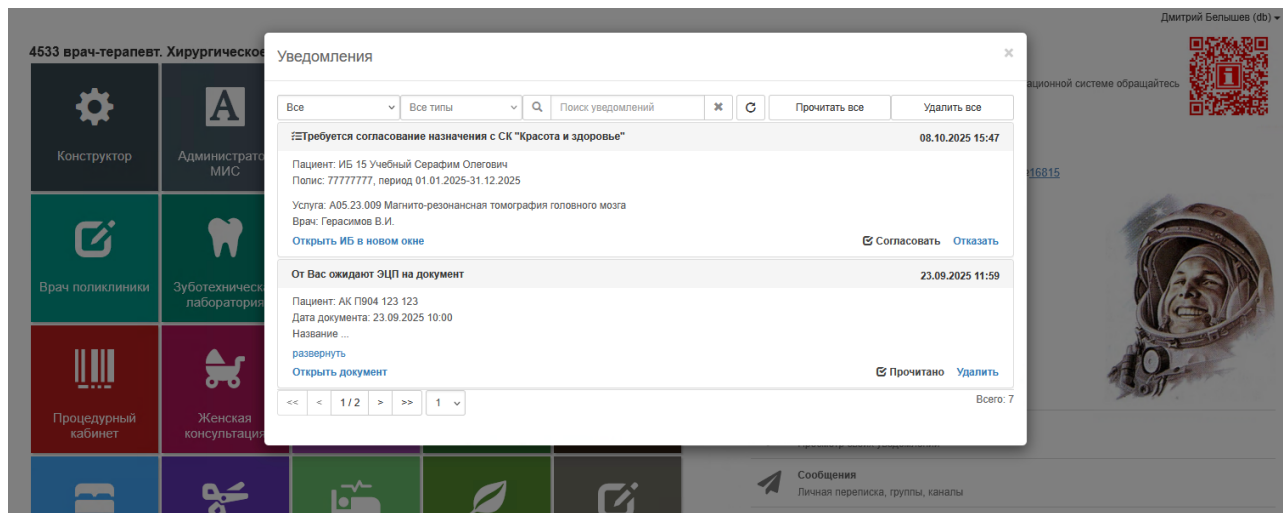 Дмитрий Белышев (db)
4533 врач-терапевт. Хирургическое
Уведомления
×
ационной системе обращайтесь
Все
Все типы
Поиск уведомлений
Прочитать все
Удалить все
Требуется согласование назначения с СК "Красота и здоровье"
08.10.2025 15:47
Пациент: ИБ 15 Учебный Серафим Олегович
Полис: 77777777, период 01.01.2025-31.12.2025
Услуга: А05.23.009 Магнито-резонансная томография головного мозга
Врач: Герасимов В.И.
Открыть ИБ в новом окне
Согласовать Отказать
От Вас ожидают ЭЦП на документ
23.09.2025 11:59
Пациент: АК П904 123 123
Дата документа: 23.09.2025 10:00
Название ...
развернуть
Открыть документ
Прочитано Удалить
<< < 1 / 2 > >> 1
Всего: 7
Конструктор
Администрато
МИС
16815
Врач поликлиники
Зуботехническ
лаборатория
Процедурный
кабинет
Женская
консультация
Сообщения
Личная переписка, группы, каналы